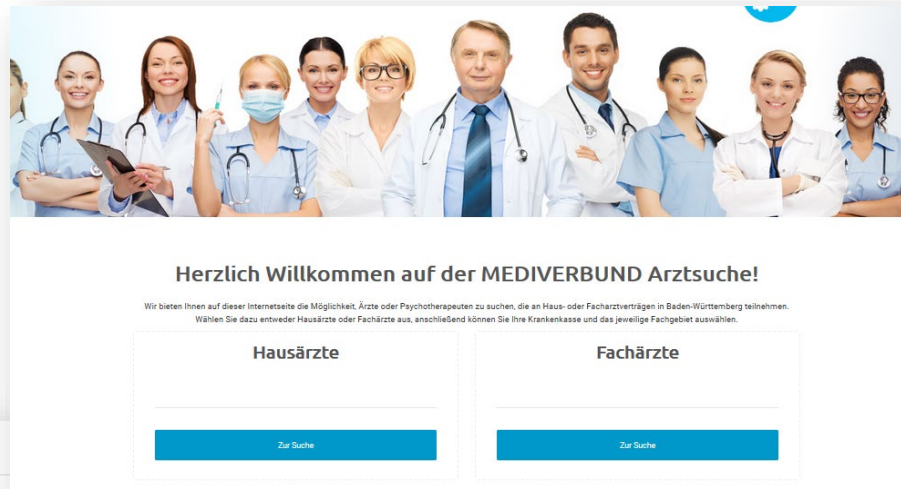 Herzlich Willkommen auf der MEDIVERBUND Arztsuche!
Wir bieten Ihnen auf dieser Internetseite die Möglichkeit, Ärzte oder Psychotherapeuten zu suchen, die an Haus- oder Facharztverträgen in Baden-Württemberg teilnehmen.
Wählen Sie dazu entweder Hausärzte oder Fachärzte aus, anschließend können Sie Ihre Krankenkasse und das jeweilige Fachgebiet auswählen.
Hausärzte
Zur Suche
Fachärzte
Zur Suche